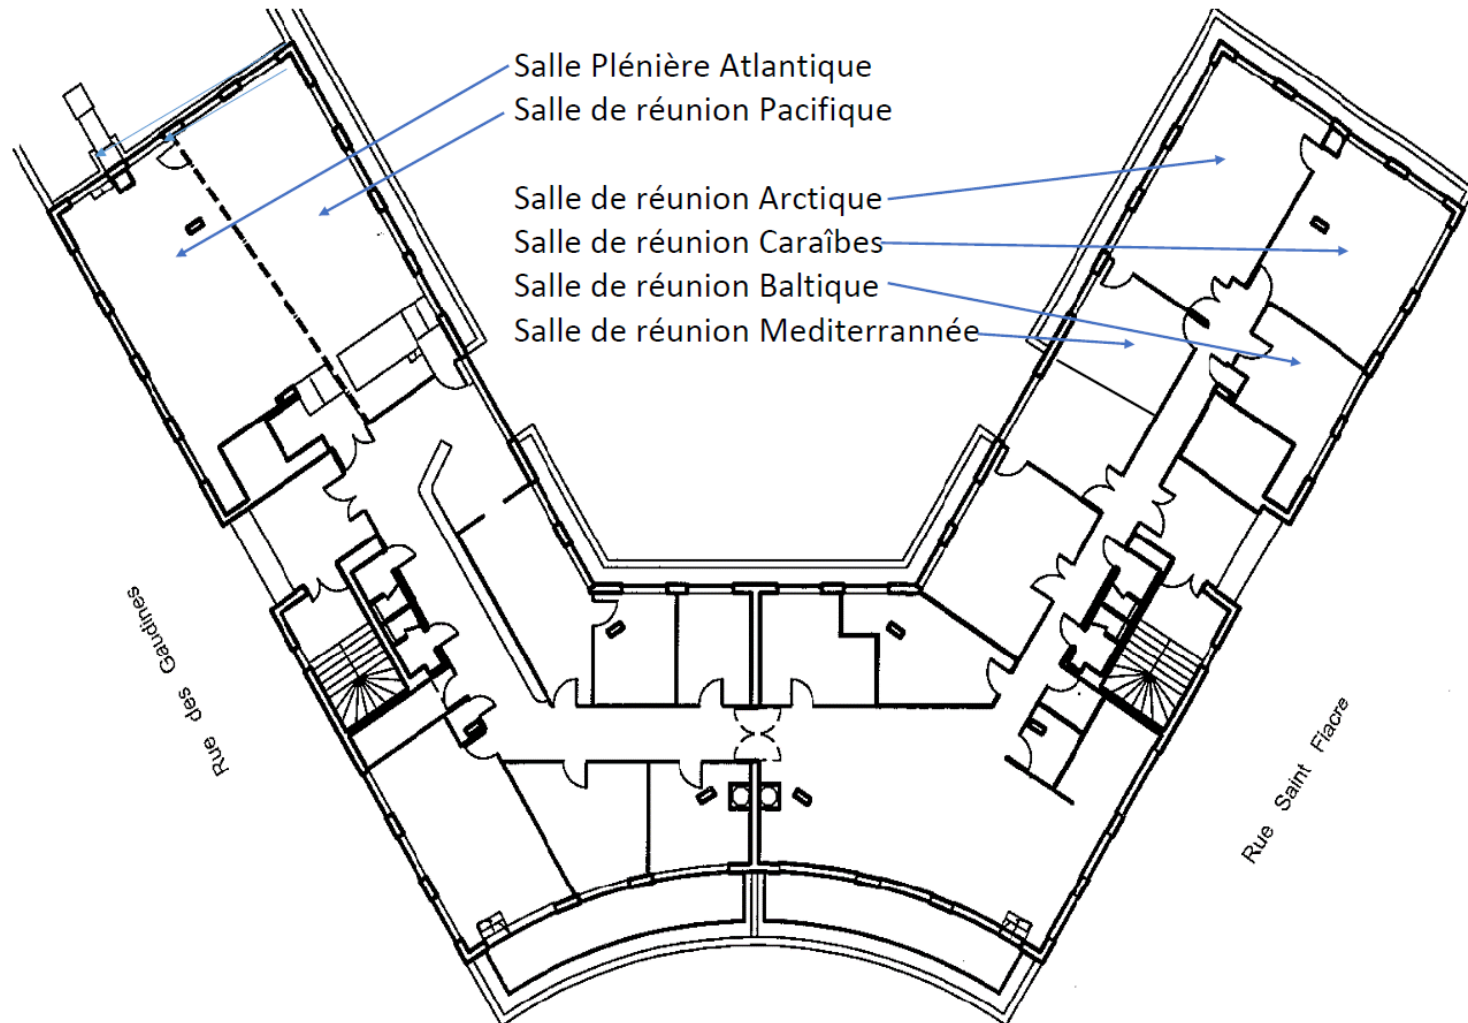 Salle Plénière Atlantique
Salle de réunion Pacifique
Salle de réunion Arctique
Salle de réunion Caraîbes
Salle de réunion Baltique
Salle de réunion Mediterrannée
Rue des Gaudines
Rue Saint Fiacre